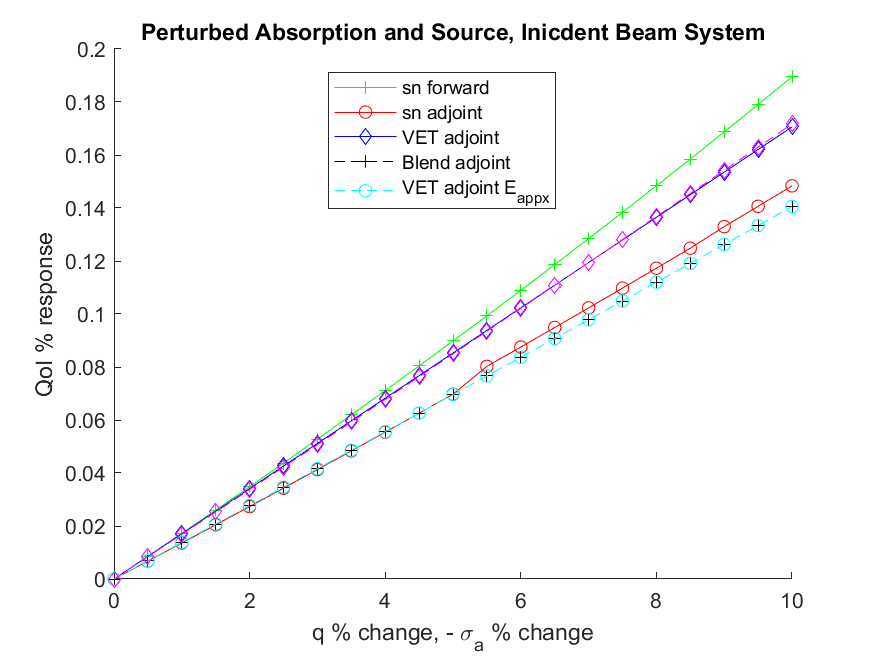 Perturbed Absorption and Source, Inicdent Beam System
0.2
0.18
0.16
0.14
0.12
0.1
0.08
0.06
0.04
0.02
0
QoI % response
sn forward
sn adjoint
VET adjoint
Blend adjoint
VET adjoint E_appx
0 2 4 6 8 10
q % change, - σ_a % change